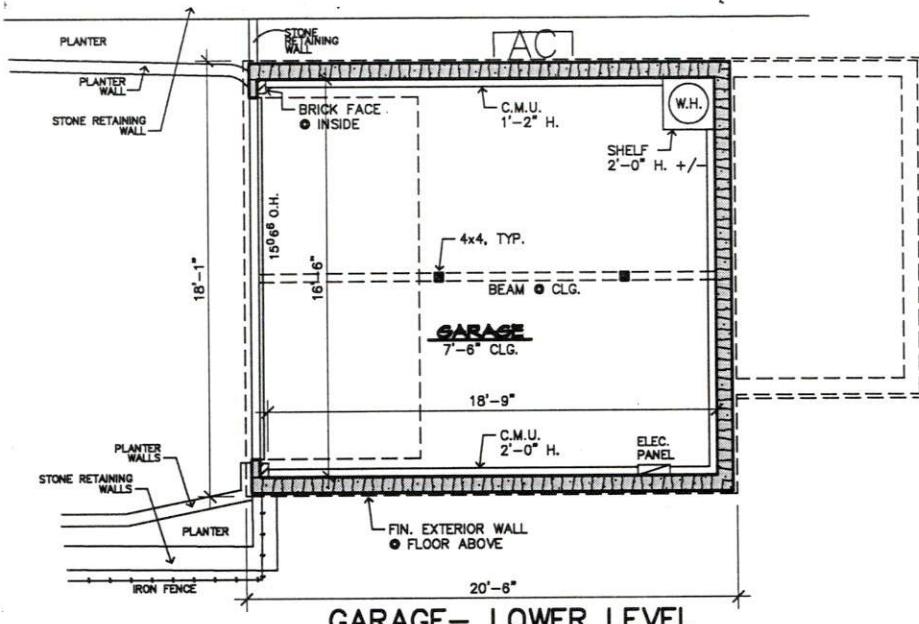 PLANTER
STONE
RETAINING
WALL
AC
PLANTER
WALL
STONE RETAINING
WALL
BRICK FACE
@ INSIDE
C.M.U.
1'-2" H.
W.H.
SHELF
2'-0" H. +/-
15⁰6⁶ O.H.
16'-6"
18'-1"
4x4, TYP.
BEAM @ CLG.
GARAGE
7'-6" CLG.
18'-9"
C.M.U.
2'-0" H.
ELEC.
PANEL
PLANTER
WALLS
STONE RETAINING
WALLS
PLANTER
FIN. EXTERIOR WALL
@ FLOOR ABOVE
IRON FENCE
20'-6"
GARAGE- LOWER LEVEL